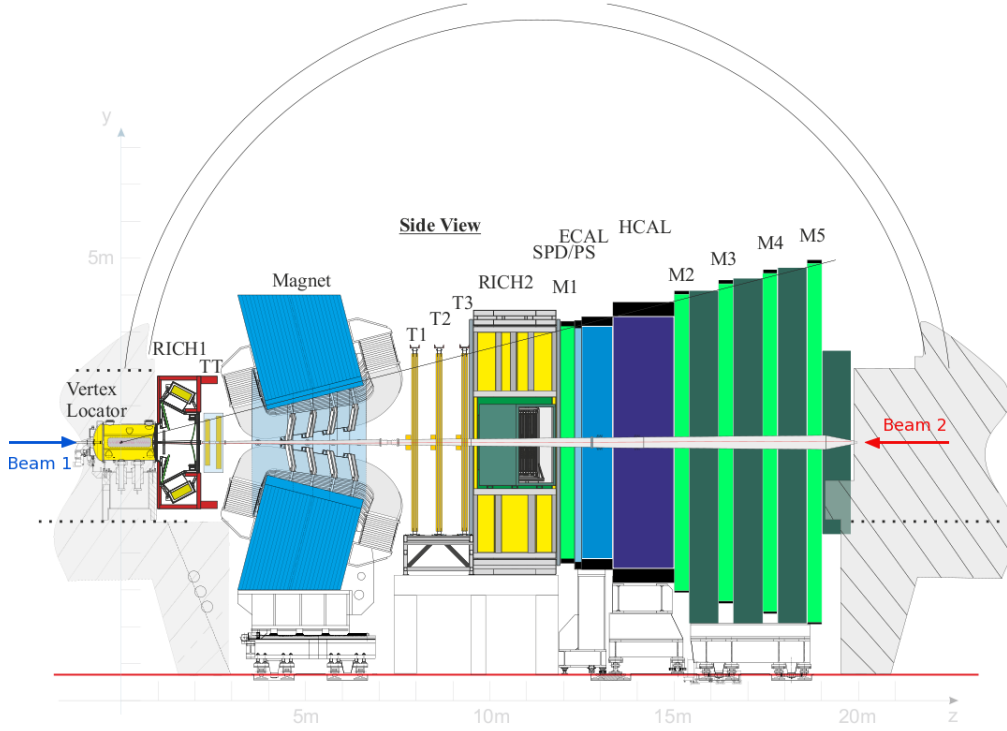 y
Side View
ECAL
HCAL
SPD/PS
M5
M4
M3
M2
5m
Magnet
RICH2
M1
T3
T2
T1
RICH1
TT
Vertex
Locator
Beam 1
Beam 2
5m
10m
15m
20m
z